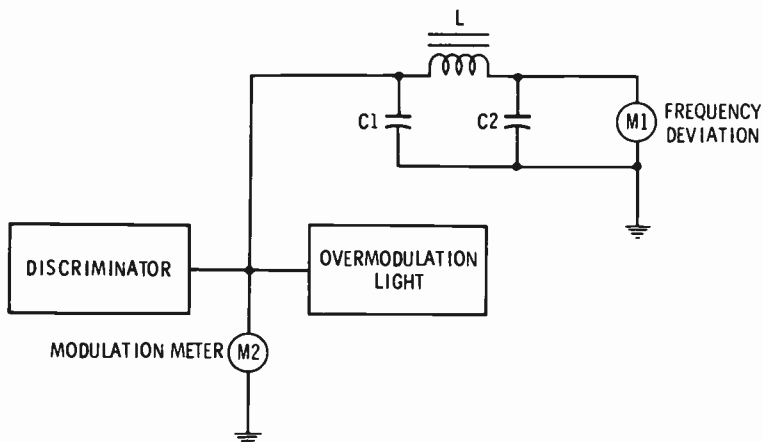 L
C1
C2
M1
FREQUENCY
DEVIATION
DISCRIMINATOR
OVERMODULATION
LIGHT
MODULATION METER
M2